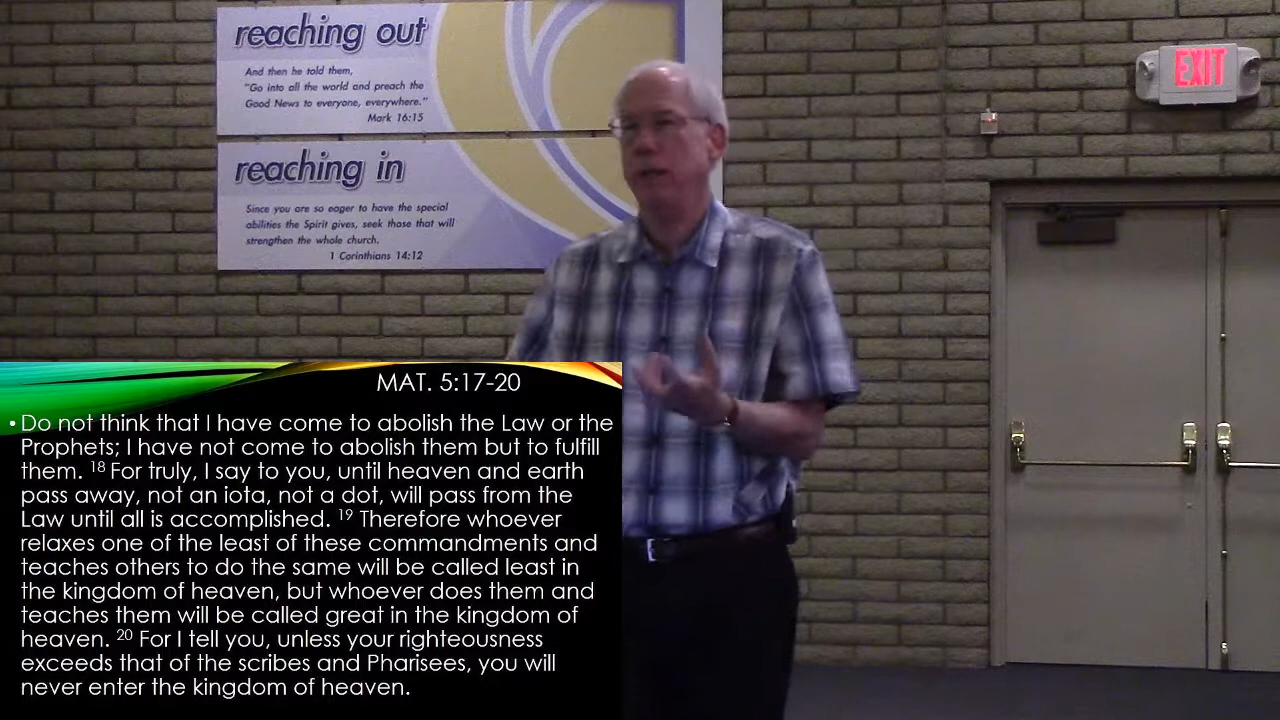 reaching out
And then he told them,
"Go into all the world and preach the
Good News to everyone, everywhere."
Mark 16:15
EXIT
reaching in
Since you are so eager to have the special
abilities the Spirit gives, seek those that will
strengthen the whole church.
1 Corinthians 14:12
MAT. 5:17-20
• Do not think that I have come to abolish the Law or the
Prophets; I have not come to abolish them but to fulfill
them. 18 For truly, I say to you, until heaven and earth
pass away, not an iota, not a dot, will pass from the
Law until all is accomplished. 19 Therefore whoever
relaxes one of the least of these commandments and
teaches others to do the same will be called least in
the kingdom of heaven, but whoever does them and
teaches them will be called great in the kingdom of
heaven. 20 For I tell you, unless your righteousness
exceeds that of the scribes and Pharisees, you will
never enter the kingdom of heaven.